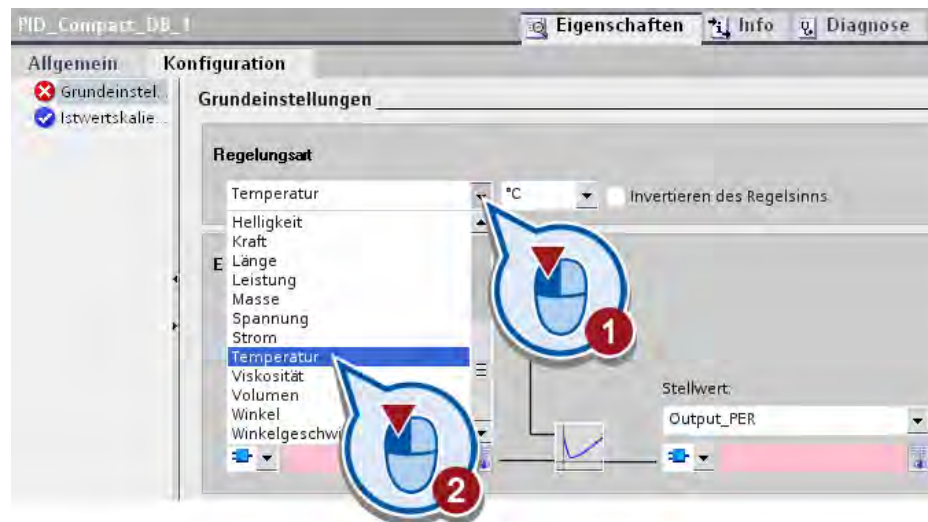 PID_Compact_DB_1
Eigenschaften Info Diagnose
Allgemein Konfiguration
Grundeinstel...
Istwertskalie...
Grundeinstellungen
Regelungsart
Temperatur °C Invertieren des Regelsinns
Helligkeit
Kraft
E Länge
Leistung
Masse
Spannung
Strom
Temperatur
Viskosität
Volumen
Winkel
Winkelgeschwi
1
Stellwert:
Output_PER
2